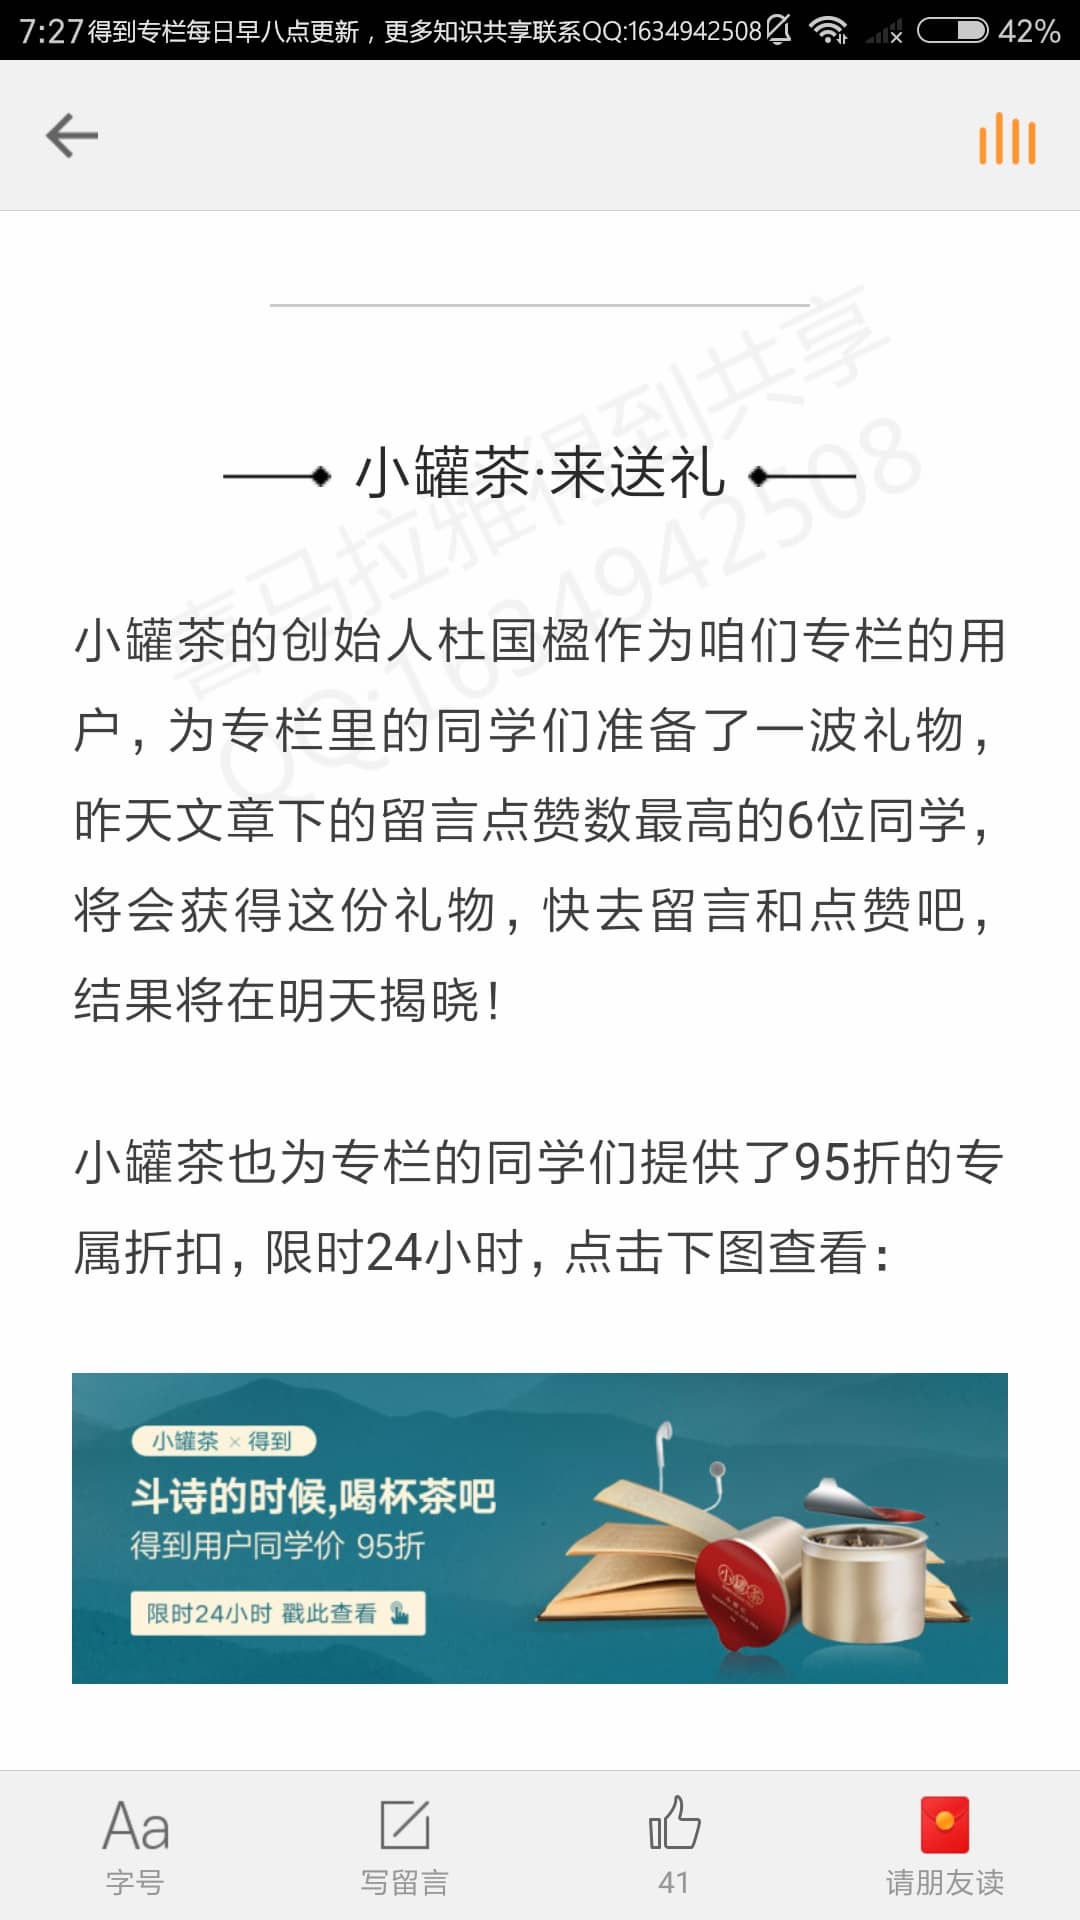 7:27得到专栏每日早八点更新，更多知识共享联系QQ:1634942508 42%
小罐茶·来送礼
喜马拉雅得到共享
QQ:1634942508
小罐茶的创始人杜国楹作为咱们专栏的用
户，为专栏里的同学们准备了一波礼物，
昨天文章下的留言点赞数最高的6位同学，
将会获得这份礼物，快去留言和点赞吧，
结果将在明天揭晓！
小罐茶也为专栏的同学们提供了95折的专
属折扣，限时24小时，点击下图查看：
小罐茶 × 得到
斗诗的时候,喝杯茶吧
得到用户同学价 95折
限时24小时 戳此查看
小罐茶
Aa
字号
写留言
41
请朋友读